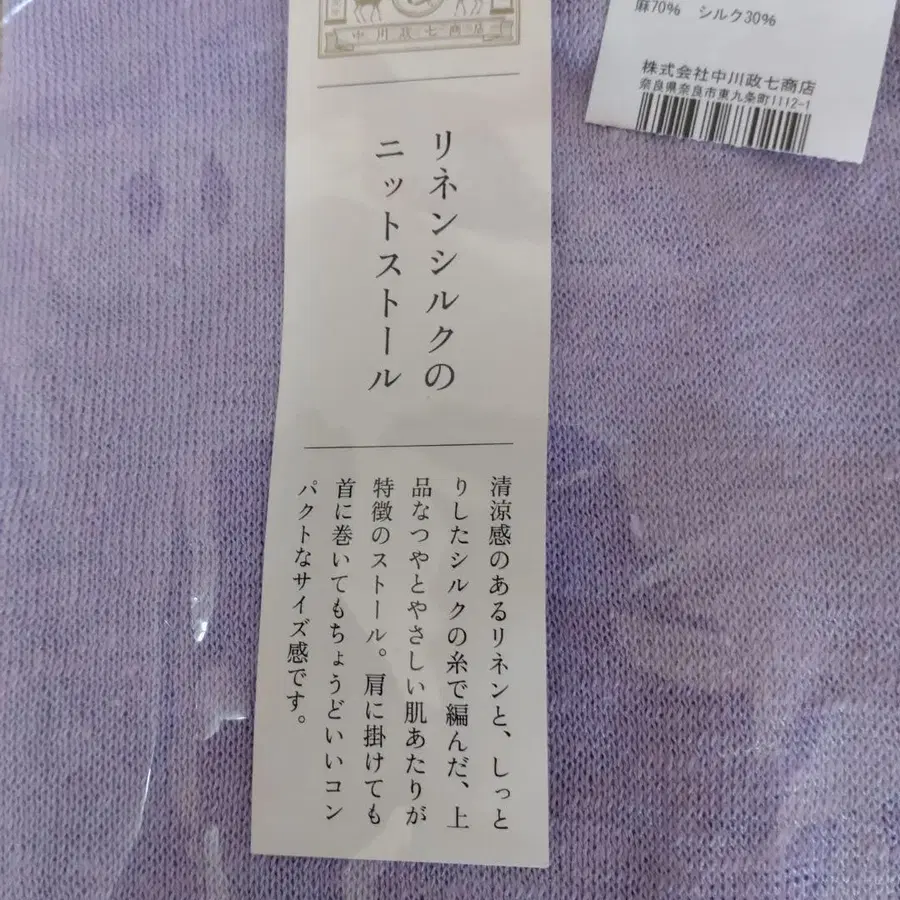 中川政七商店
リネンシルクの
ニットストール
清涼感のあるリネンと、しっと
りしたシルクの糸で編んだ、上
品なつやとやさしい肌あたりが
特徴のストール。肩に掛けても
首に巻いてもちょうどいいコン
パクトなサイズ感です。
麻70% シルク30%
株式会社中川政七商店
奈良県奈良市東九条町1112-1